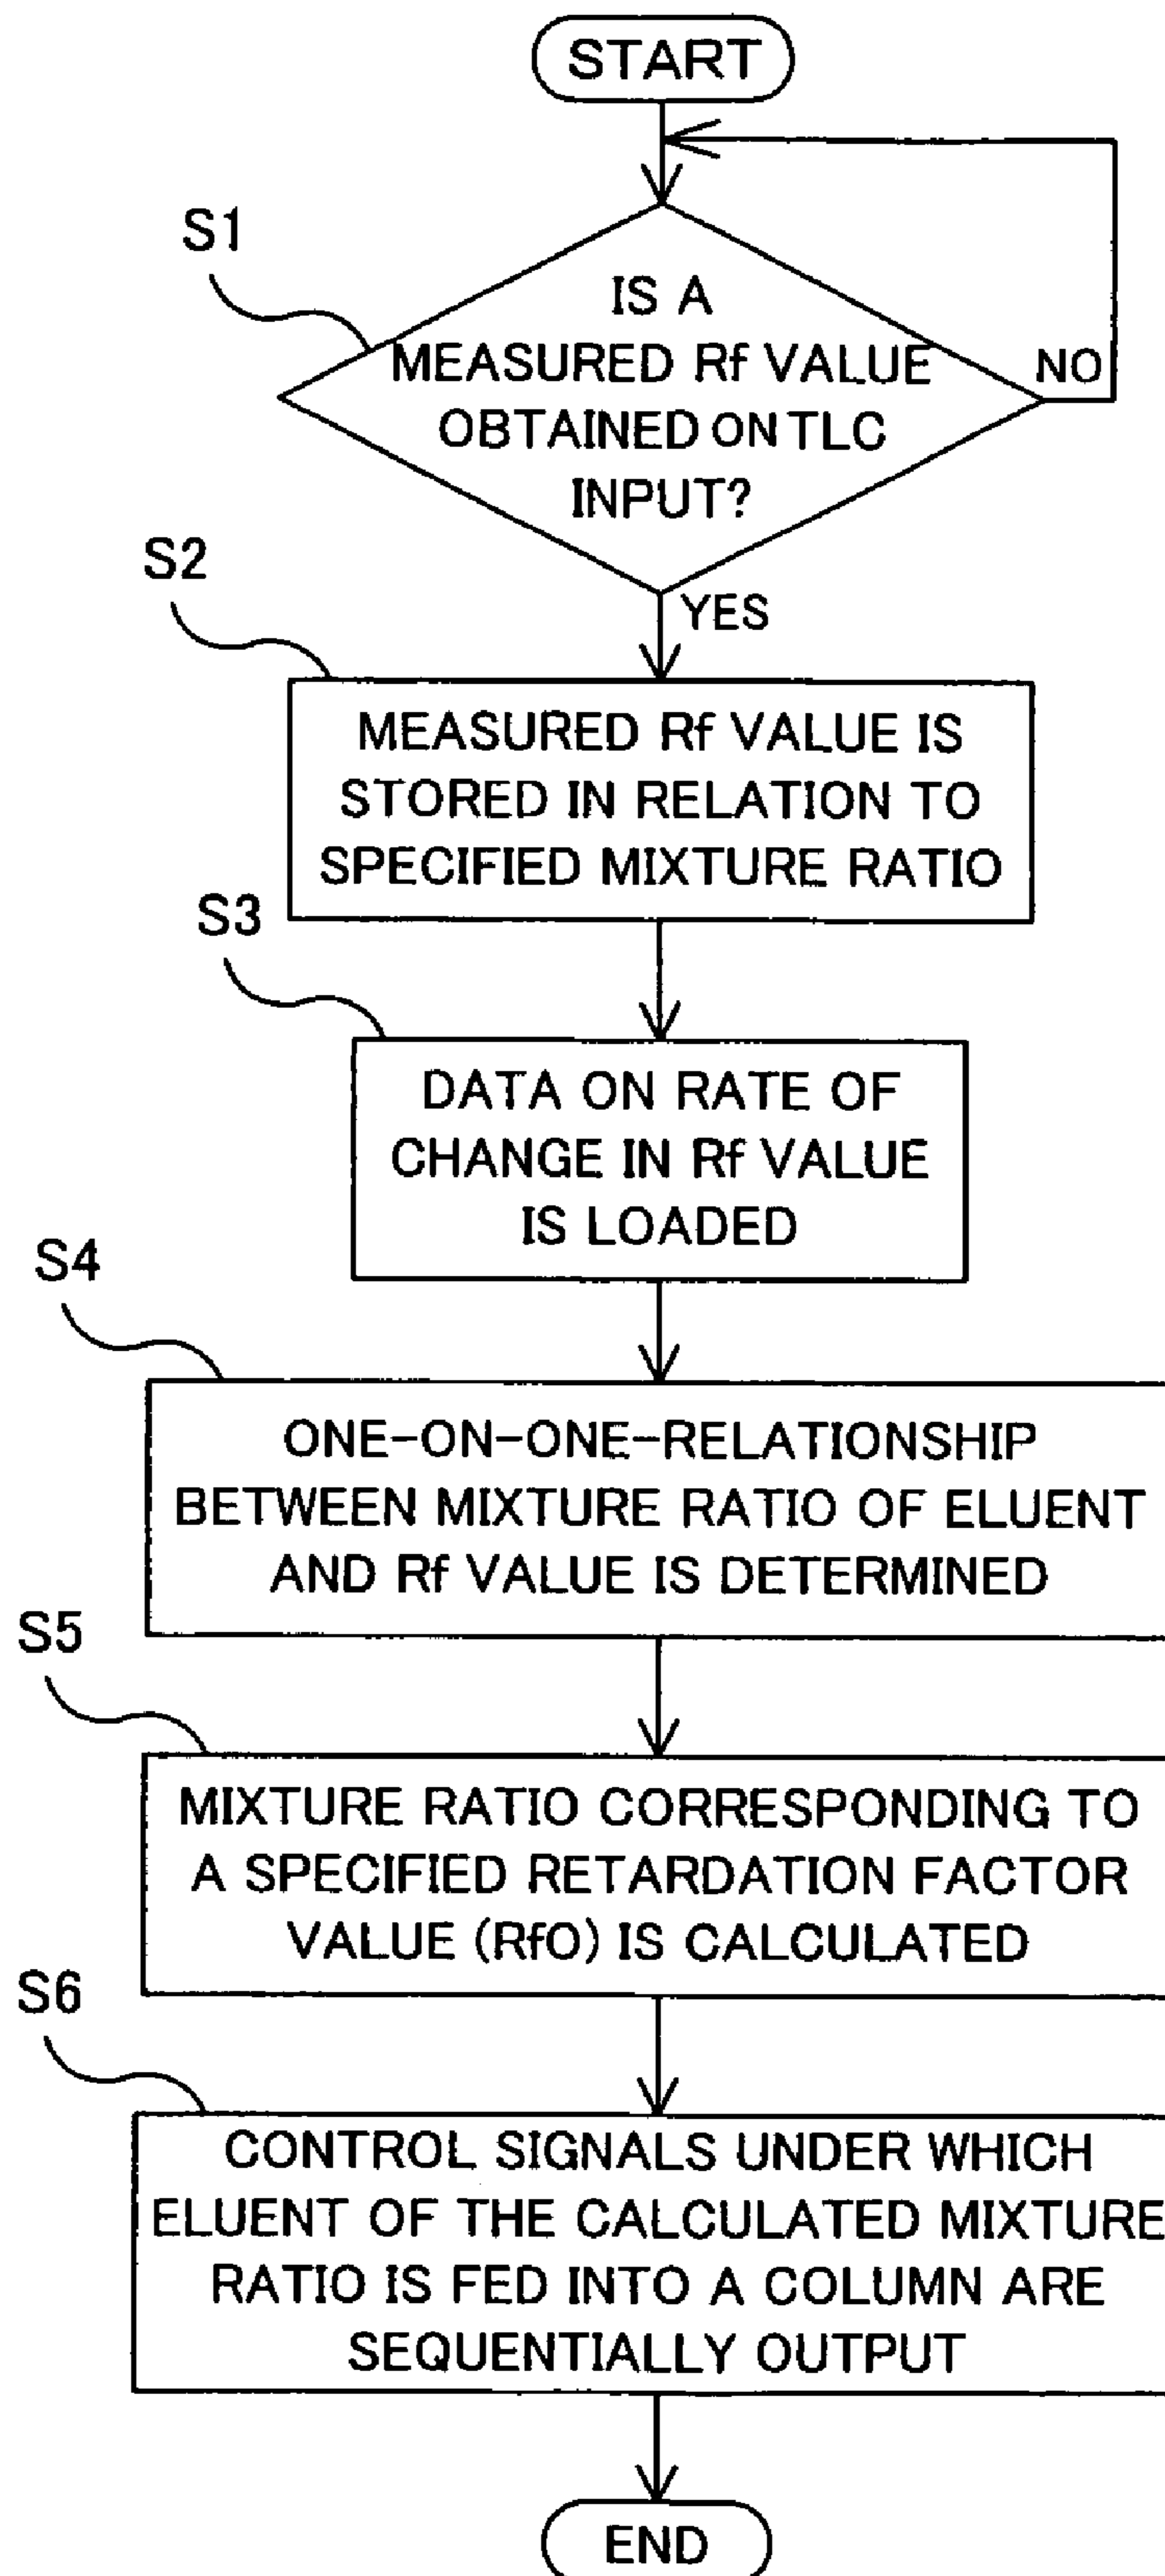 START
S1
IS A
MEASURED Rf VALUE
OBTAINED ON TLC
INPUT?
NO
YES
S2
MEASURED Rf VALUE IS
STORED IN RELATION TO
SPECIFIED MIXTURE RATIO
S3
DATA ON RATE OF
CHANGE IN Rf VALUE
IS LOADED
S4
ONE-ON-ONE-RELATIONSHIP
BETWEEN MIXTURE RATIO OF ELUENT
AND Rf VALUE IS DETERMINED
S5
MIXTURE RATIO CORRESPONDING TO
A SPECIFIED RETARDATION FACTOR
VALUE (Rf0) IS CALCULATED
S6
CONTROL SIGNALS UNDER WHICH
ELUENT OF THE CALCULATED MIXTURE
RATIO IS FED INTO A COLUMN ARE
SEQUENTIALLY OUTPUT
END